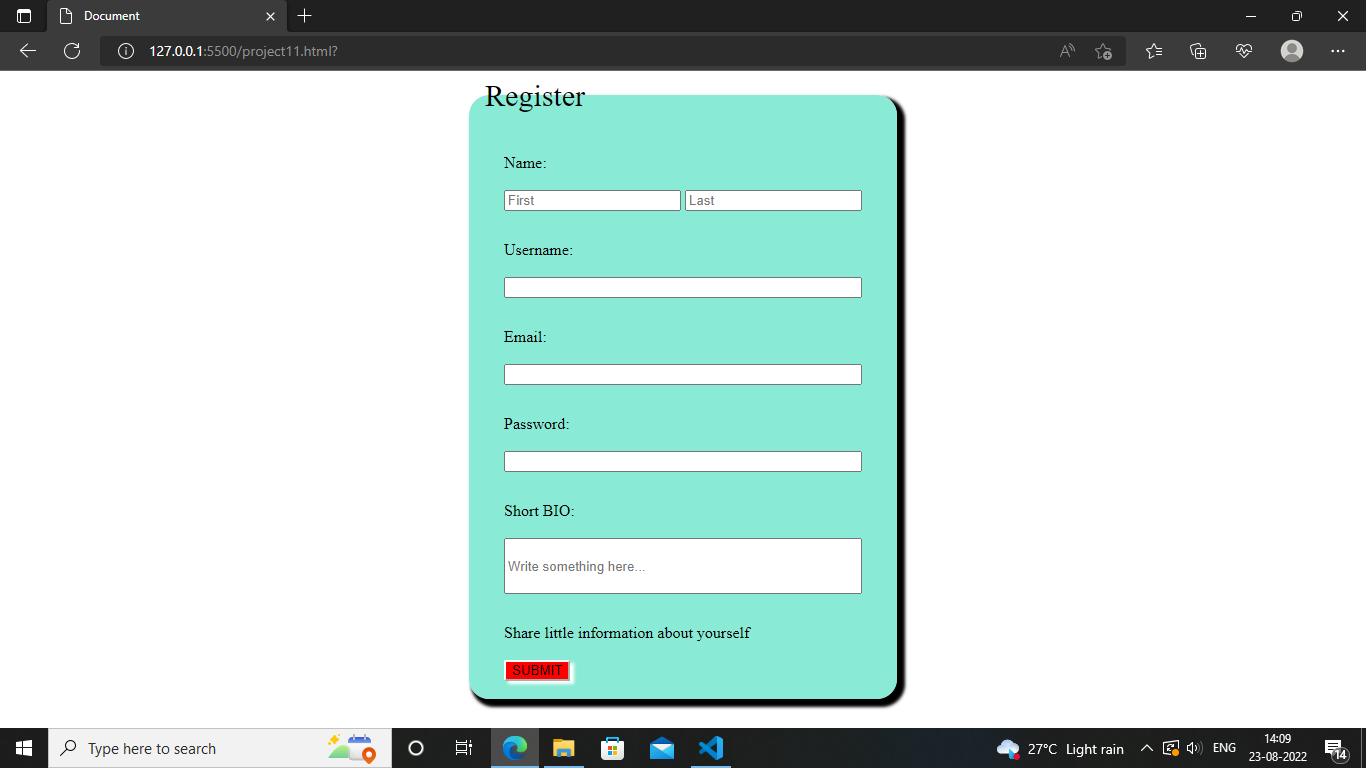 Document
127.0.0.1:5500/project11.html?
Register
Name:
First Last
Username:
Email:
Password:
Short BIO:
Write something here...
Share little information about yourself
SUBMIT
Type here to search
27°C Light rain
ENG
14:09
23-08-2022
14